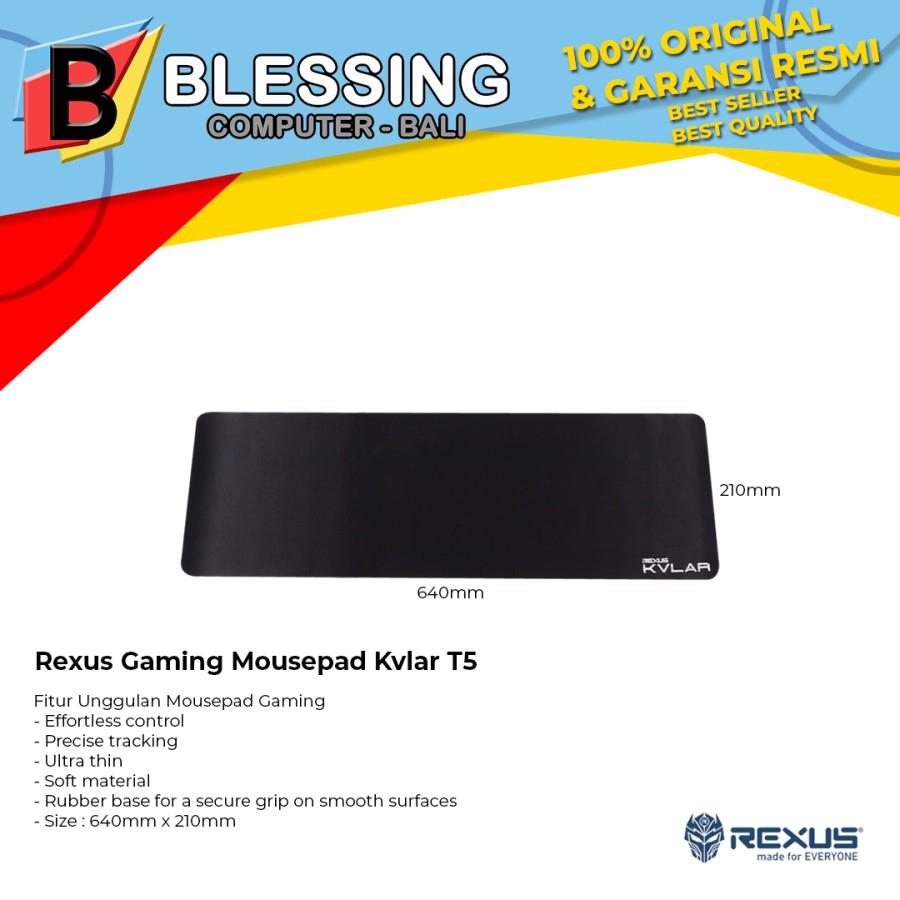 B
BLESSING
COMPUTER - BALI
100% ORIGINAL
& GARANSI RESMI
BEST SELLER
BEST QUALITY
210mm
REXUS
KVLAR
640mm
Rexus Gaming Mousepad Kvlar T5
Fitur Unggulan Mousepad Gaming
- Effortless control
- Precise tracking
- Ultra thin
- Soft material
- Rubber base for a secure grip on smooth surfaces
- Size : 640mm x 210mm
REXUS®
made for EVERYONE